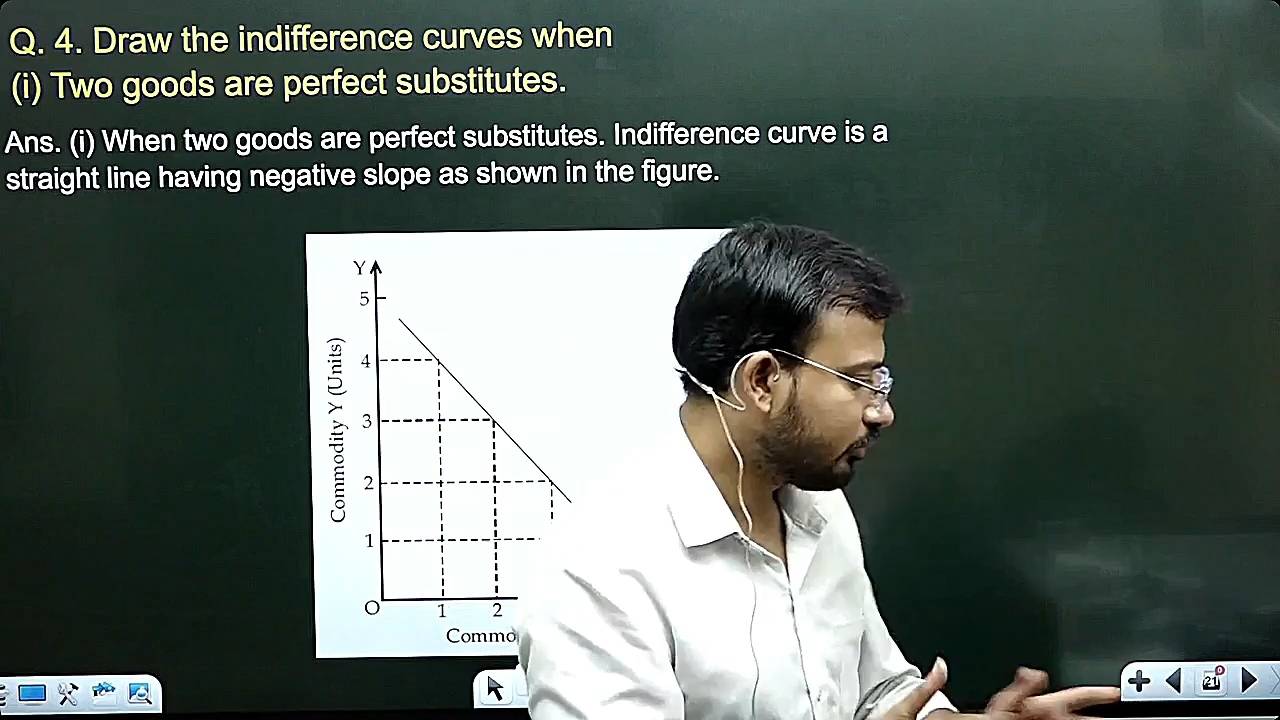 Q. 4. Draw the indifference curves when
(i) Two goods are perfect substitutes.
Ans. (i) When two goods are perfect substitutes. Indifference curve is a
straight line having negative slope as shown in the figure.
Y
5
4
3
2
1
Commodity Y (Units)
O
1
2
Commo
21